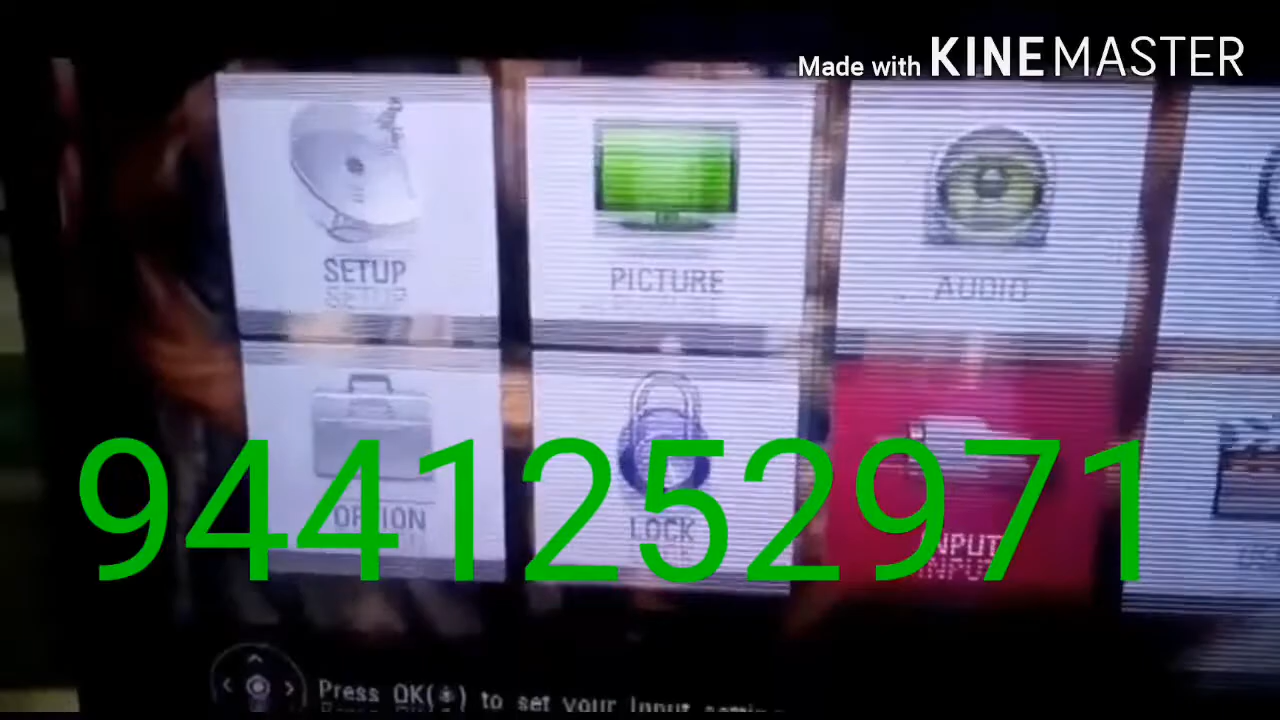 Made with KINEMASTER
SETUP
PICTURE
AUDIO
OPTION
LOCK
INPUT
9441252971
Press OK( ) to set your Input